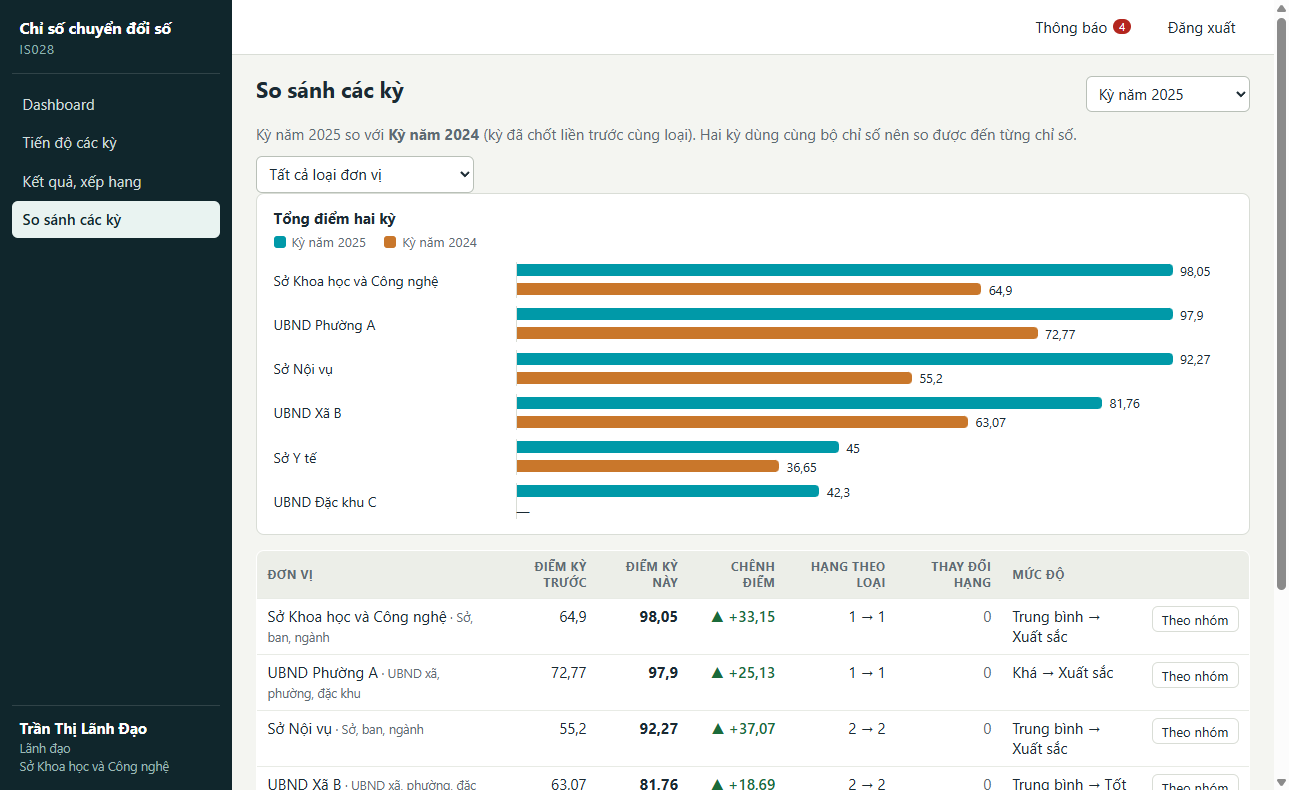 Chỉ số chuyển đổi số
IS028
Dashboard
Tiến độ các kỳ
Kết quả, xếp hạng
So sánh các kỳ
Trần Thị Lãnh Đạo
Lãnh đạo
Sở Khoa học và Công nghệ
Thông báo 4 Đăng xuất
So sánh các kỳ
Kỳ năm 2025
Kỳ năm 2025 so với Kỳ năm 2024 (kỳ đã chốt liền trước cùng loại). Hai kỳ dùng cùng bộ chỉ số nên so được đến từng chỉ số.
Tất cả loại đơn vị
Tổng điểm hai kỳ
Kỳ năm 2025 Kỳ năm 2024
Sở Khoa học và Công nghệ 98,05
64,9
UBND Phường A 97,9
72,77
Sở Nội vụ 92,27
55,2
UBND Xã B 81,76
63,07
Sở Y tế 45
36,65
UBND Đặc khu C 42,3
—
ĐƠN VỊ ĐIỂM KỲ TRƯỚC ĐIỂM KỲ NÀY CHÊNH ĐIỂM HẠNG THEO LOẠI THAY ĐỔI HẠNG MỨC ĐỘ
Sở Khoa học và Công nghệ · Sở, 64,9 98,05 ▲ +33,15 1 → 1 0 Trung bình → Theo nhóm
ban, ngành Xuất sắc
UBND Phường A · UBND xã, 72,77 97,9 ▲ +25,13 1 → 1 0 Khá → Xuất sắc Theo nhóm
phường, đặc khu
Sở Nội vụ · Sở, ban, ngành 55,2 92,27 ▲ +37,07 2 → 2 0 Trung bình → Theo nhóm
Xuất sắc
UBND Xã B · UBND xã, phường, đặc 63,07 81,76 ▲ +18,69 2 → 2 0 Trung bình → Tốt Theo nhóm